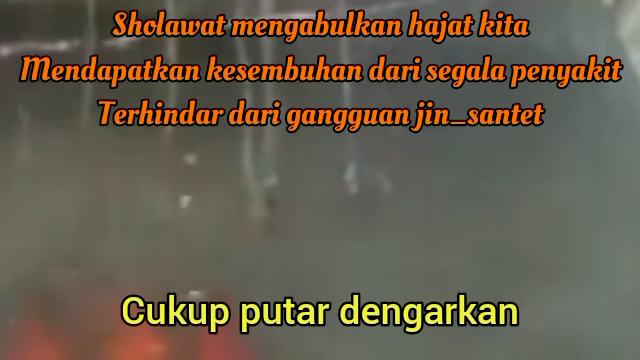 Sholawat mengabulkan hajat kita
Mendapatkan kesembuhan dari segala penyakit
Terhindar dari gangguan jin_santet
Cukup putar dengarkan